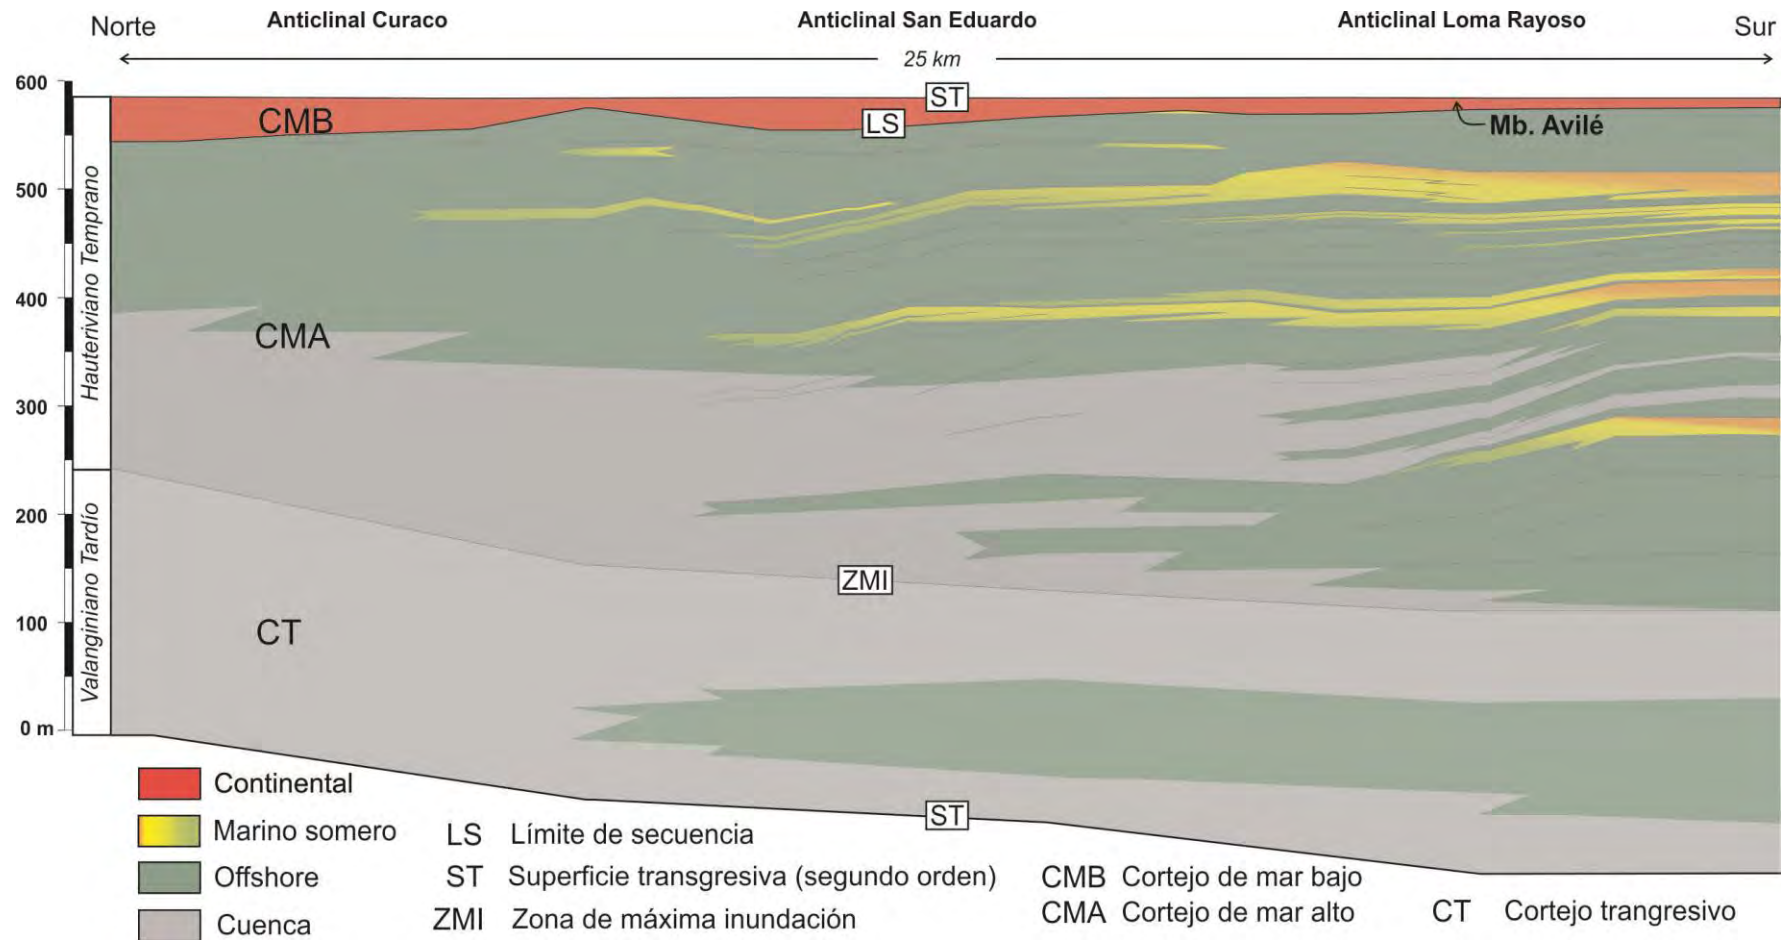 Norte
Anticlinal Curaco
Anticlinal San Eduardo
Anticlinal Loma Rayoso
Sur
25 km
600
500
400
300
200
100
0 m
Hauteriviano Temprano
Valanginiano Tardío
CMB
ST
LS
Mb. Avilé
CMA
ZMI
CT
ST
Continental
Marino somero
Offshore
Cuenca
LS Límite de secuencia
ST Superficie transgresiva (segundo orden)
ZMI Zona de máxima inundación
CMB Cortejo de mar bajo
CMA Cortejo de mar alto
CT Cortejo trangresivo